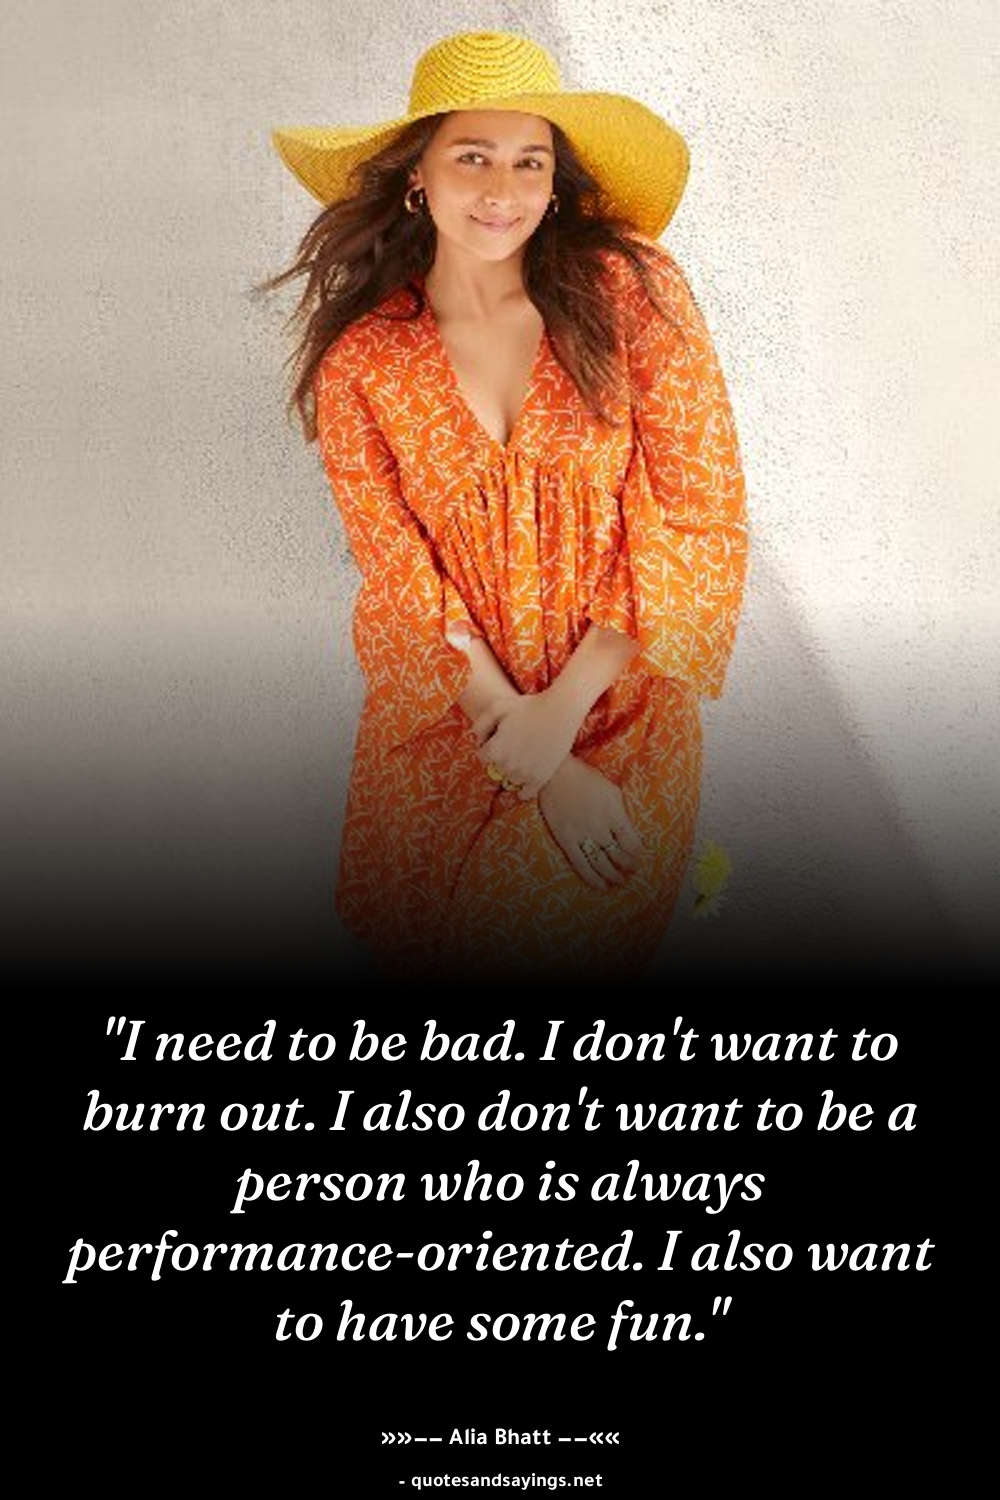 "I need to be bad. I don't want to
burn out. I also don't want to be a
person who is always
performance-oriented. I also want
to have some fun."
»»−− Alia Bhatt −−««
- quotesandsayings.net